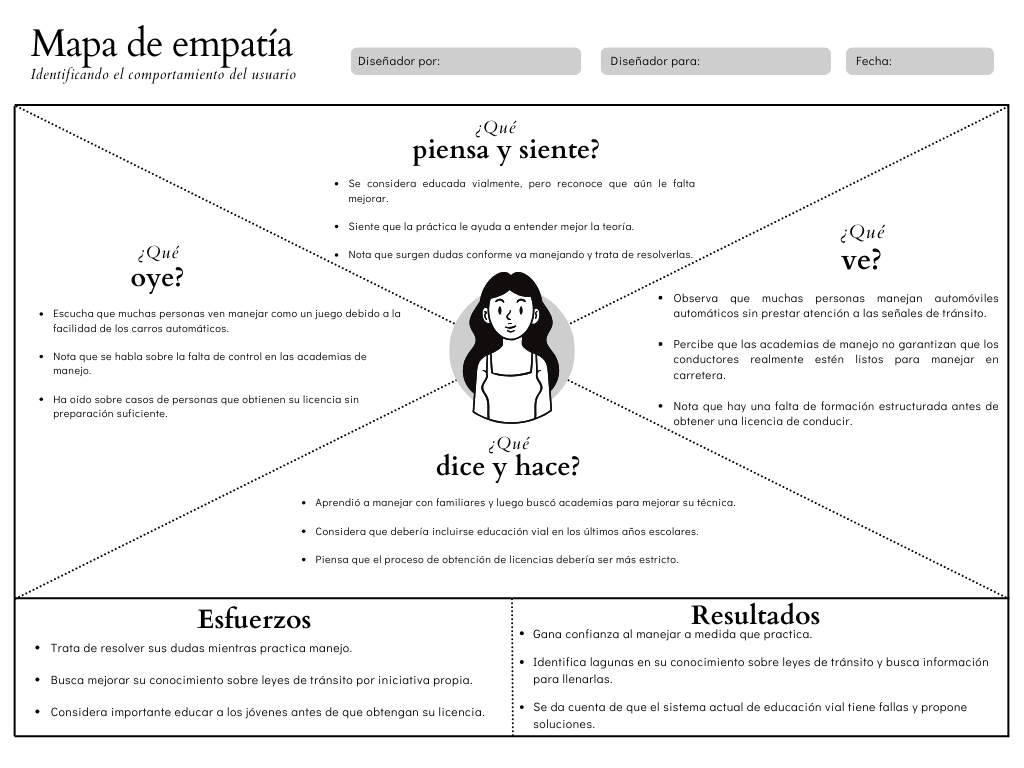 Mapa de empatía
Identificando el comportamiento del usuario
Diseñador por:
Diseñador para:
Fecha:
¿Qué
piensa y siente?
• Se considera educada vialmente, pero reconoce que aún le falta
mejorar.
• Siente que la práctica le ayuda a entender mejor la teoría.
• Nota que surgen dudas conforme va manejando y trata de resolverlas.
¿Qué
oye?
• Escucha que muchas personas ven manejar como un juego debido a la
facilidad de los carros automáticos.
• Nota que se habla sobre la falta de control en las academias de
manejo.
• Ha oído sobre casos de personas que obtienen su licencia sin
preparación suficiente.
¿Qué
ve?
• Observa que muchas personas manejan automóviles
automáticos sin prestar atención a las señales de tránsito.
• Percibe que las academias de manejo no garantizan que los
conductores realmente estén listos para manejar en
carretera.
• Nota que hay una falta de formación estructurada antes de
obtener una licencia de conducir.
¿Qué
dice y hace?
• Aprendió a manejar con familiares y luego buscó academias para mejorar su técnica.
• Considera que debería incluirse educación vial en los últimos años escolares.
• Piensa que el proceso de obtención de licencias debería ser más estricto.
Esfuerzos
• Trata de resolver sus dudas mientras practica manejo.
• Busca mejorar su conocimiento sobre leyes de tránsito por iniciativa propia.
• Considera importante educar a los jóvenes antes de que obtengan su licencia.
Resultados
• Gana confianza al manejar a medida que practica.
• Identifica lagunas en su conocimiento sobre leyes de tránsito y busca información
para llenarlas.
• Se da cuenta de que el sistema actual de educación vial tiene fallas y propone
soluciones.